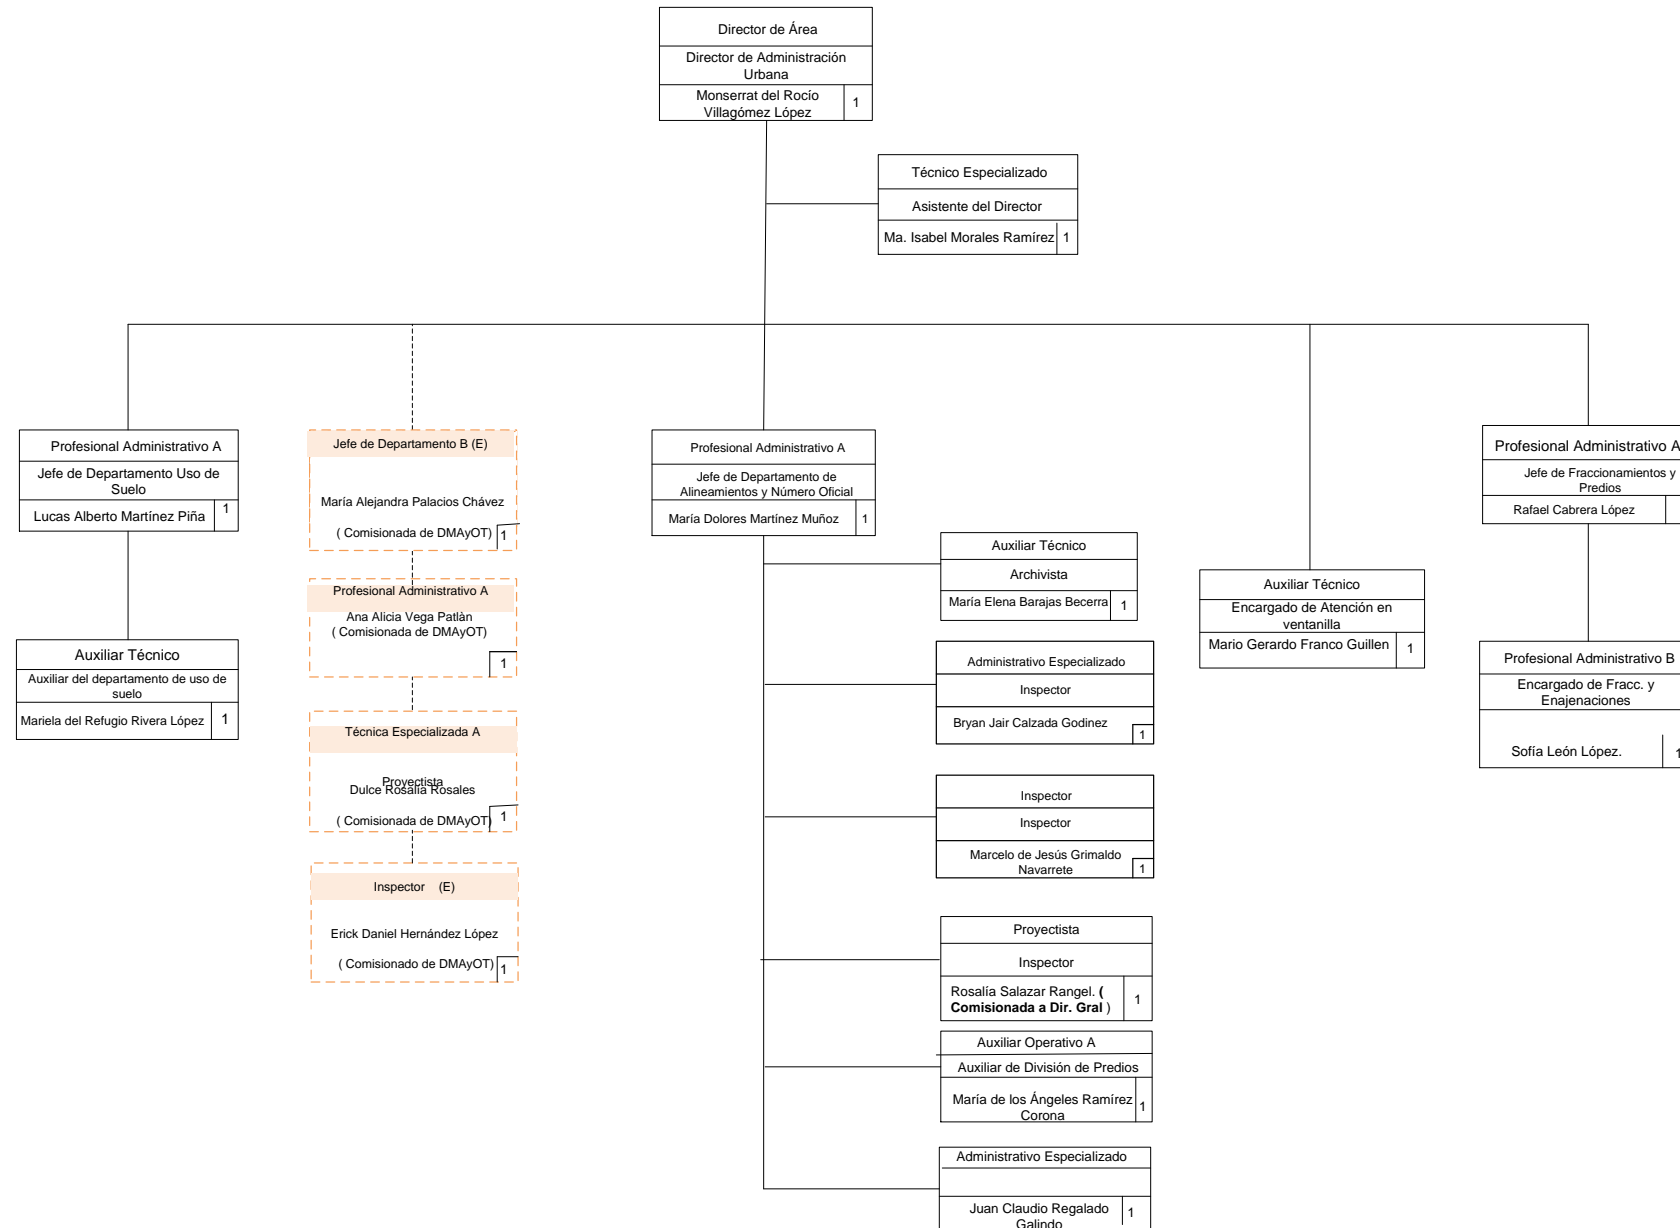 Director de Área
Director de Administración
Urbana
Monserrat del Rocío
Villagómez López
1
Técnico Especializado
Asistente del Director
Ma. Isabel Morales Ramírez
1
Profesional Administrativo A
Jefe de Departamento Uso de
Suelo
Lucas Alberto Martínez Piña
1
Auxiliar Técnico
Auxiliar del departamento de uso de
suelo
Mariela del Refugio Rivera López
1
Jefe de Departamento B (E)
María Alejandra Palacios Chávez
( Comisionada de DMAyOT)
1
Profesional Administrativo A
Ana Alicia Vega Patlàn
( Comisionada de DMAyOT)
1
Técnica Especializada A
Proyectista
Dulce Rosalía Rosales
( Comisionada de DMAyOT)
1
Inspector (E)
Erick Daniel Hernández López
( Comisionado de DMAyOT)
1
Profesional Administrativo A
Jefe de Departamento de
Alineamientos y Número Oficial
María Dolores Martínez Muñoz
1
Auxiliar Técnico
Archivista
María Elena Barajas Becerra
1
Administrativo Especializado
Inspector
Bryan Jair Calzada Godinez
1
Inspector
Inspector
Marcelo de Jesús Grimaldo
Navarrete
1
Proyectista
Inspector
Rosalía Salazar Rangel. (
Comisionada a Dir. Gral )
1
Auxiliar Operativo A
Auxiliar de División de Predios
María de los Ángeles Ramírez
Corona
1
Administrativo Especializado
Juan Claudio Regalado
Galindo
1
Auxiliar Técnico
Encargado de Atención en
ventanilla
Mario Gerardo Franco Guillen
1
Profesional Administrativo A
Jefe de Fraccionamientos y
Predios
Rafael Cabrera López
Profesional Administrativo B
Encargado de Fracc. y
Enajenaciones
Sofía León López.
1